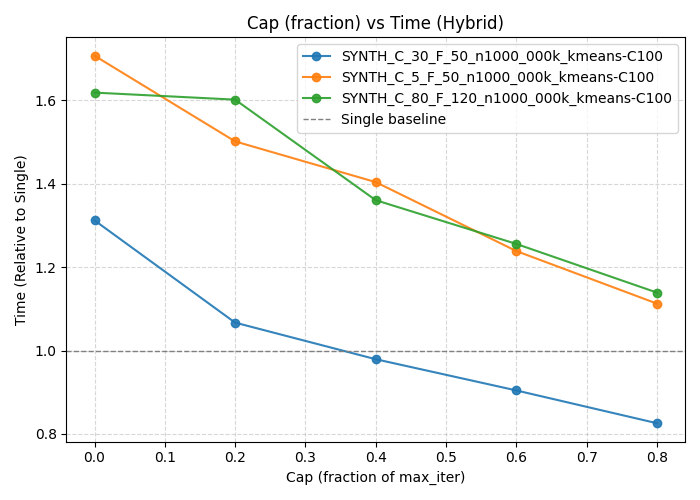 Cap (fraction) vs Time (Hybrid)
SYNTH_C_30_F_50_n1000_000k_kmeans-C100
SYNTH_C_5_F_50_n1000_000k_kmeans-C100
SYNTH_C_80_F_120_n1000_000k_kmeans-C100
Single baseline
Time (Relative to Single)
1.6
1.4
1.2
1.0
0.8
0.0 0.1 0.2 0.3 0.4 0.5 0.6 0.7 0.8
Cap (fraction of max_iter)